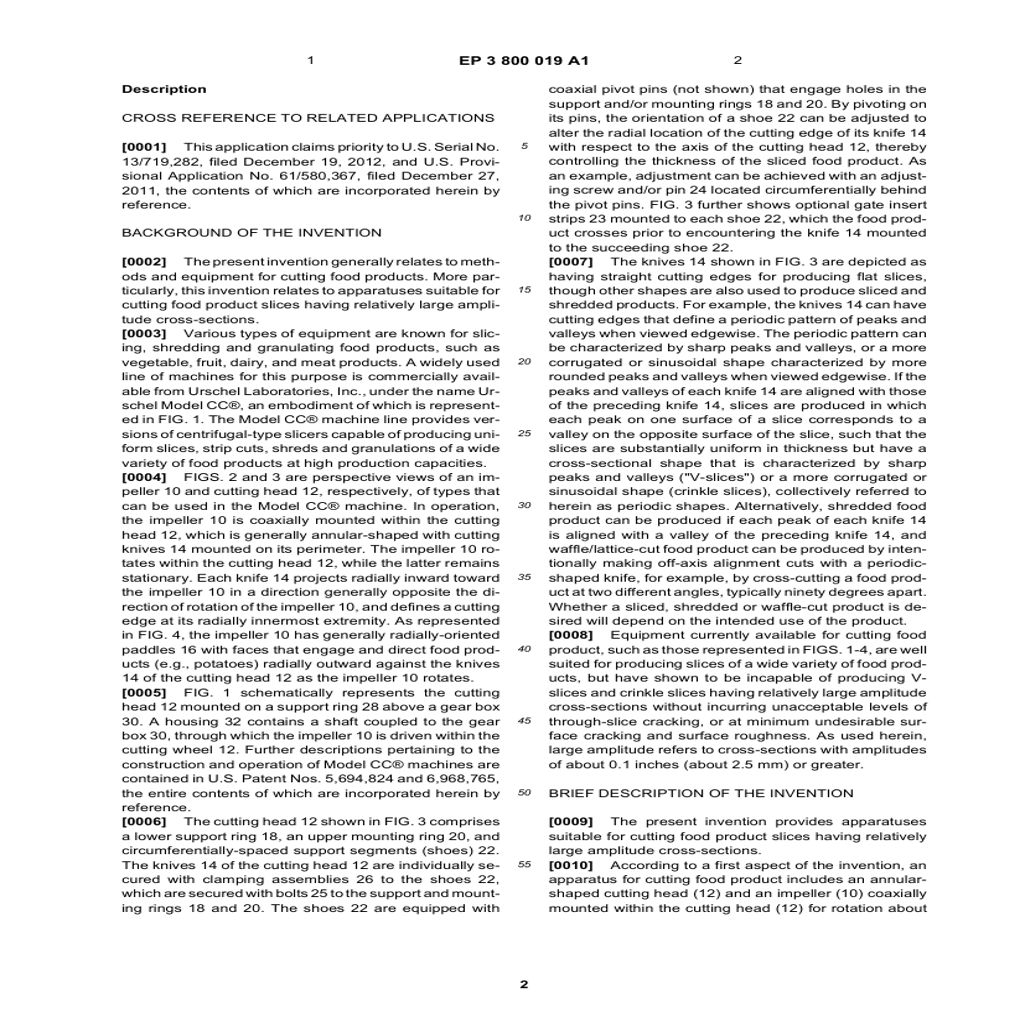 1
EP 3 800 019 A1
2
Description
CROSS REFERENCE TO RELATED APPLICATIONS
[0001] This application claims priority to U.S. Serial No.
13/719,282, filed December 19, 2012, and U.S. Provi-
sional Application No. 61/580,367, filed December 27,
2011, the contents of which are incorporated herein by
reference.
BACKGROUND OF THE INVENTION
[0002] The present invention generally relates to meth-
ods and equipment for cutting food products. More par-
ticularly, this invention relates to apparatuses suitable for
cutting food product slices having relatively large ampli-
tude cross-sections.
[0003] Various types of equipment are known for slic-
ing, shredding and granulating food products, such as
vegetable, fruit, dairy, and meat products. A widely used
line of machines for this purpose is commercially avail-
able from Urschel Laboratories, Inc., under the name Ur-
schel Model CC®, an embodiment of which is represent-
ed in FIG. 1. The Model CC® machine line provides ver-
sions of centrifugal-type slicers capable of producing uni-
form slices, strip cuts, shreds and granulations of a wide
variety of food products at high production capacities.
[0004] FIGS. 2 and 3 are perspective views of an im-
peller 10 and cutting head 12, respectively, of types that
can be used in the Model CC® machine. In operation,
the impeller 10 is coaxially mounted within the cutting
head 12, which is generally annular-shaped with cutting
knives 14 mounted on its perimeter. The impeller 10 ro-
tates within the cutting head 12, while the latter remains
stationary. Each knife 14 projects radially inward toward
the impeller 10 in a direction generally opposite the di-
rection of rotation of the impeller 10, and defines a cutting
edge at its radially innermost extremity. As represented
in FIG. 4, the impeller 10 has generally radially-oriented
paddles 16 with faces that engage and direct food prod-
ucts (e.g., potatoes) radially outward against the knives
14 of the cutting head 12 as the impeller 10 rotates.
[0005] FIG. 1 schematically represents the cutting
head 12 mounted on a support ring 28 above a gear box
30. A housing 32 contains a shaft coupled to the gear
box 30, through which the impeller 10 is driven within the
cutting wheel 12. Further descriptions pertaining to the
construction and operation of Model CC® machines are
contained in U.S. Patent Nos. 5,694,824 and 6,968,765,
the entire contents of which are incorporated herein by
reference.
[0006] The cutting head 12 shown in FIG. 3 comprises
a lower support ring 18, an upper mounting ring 20, and
circumferentially-spaced support segments (shoes) 22.
The knives 14 of the cutting head 12 are individually se-
cured with clamping assemblies 26 to the shoes 22,
which are secured with bolts 25 to the support and mount-
ing rings 18 and 20. The shoes 22 are equipped with
5
10
15
20
25
30
35
40
45
50
55
coaxial pivot pins (not shown) that engage holes in the
support and/or mounting rings 18 and 20. By pivoting on
its pins, the orientation of a shoe 22 can be adjusted to
alter the radial location of the cutting edge of its knife 14
with respect to the axis of the cutting head 12, thereby
controlling the thickness of the sliced food product. As
an example, adjustment can be achieved with an adjust-
ing screw and/or pin 24 located circumferentially behind
the pivot pins. FIG. 3 further shows optional gate insert
strips 23 mounted to each shoe 22, which the food prod-
uct crosses prior to encountering the knife 14 mounted
to the succeeding shoe 22.
[0007] The knives 14 shown in FIG. 3 are depicted as
having straight cutting edges for producing flat slices,
though other shapes are also used to produce sliced and
shredded products. For example, the knives 14 can have
cutting edges that define a periodic pattern of peaks and
valleys when viewed edgewise. The periodic pattern can
be characterized by sharp peaks and valleys, or a more
corrugated or sinusoidal shape characterized by more
rounded peaks and valleys when viewed edgewise. If the
peaks and valleys of each knife 14 are aligned with those
of the preceding knife 14, slices are produced in which
each peak on one surface of a slice corresponds to a
valley on the opposite surface of the slice, such that the
slices are substantially uniform in thickness but have a
cross-sectional shape that is characterized by sharp
peaks and valleys ("V-slices") or a more corrugated or
sinusoidal shape (crinkle slices), collectively referred to
herein as periodic shapes. Alternatively, shredded food
product can be produced if each peak of each knife 14
is aligned with a valley of the preceding knife 14, and
waffle/lattice-cut food product can be produced by inten-
tionally making off-axis alignment cuts with a periodic-
shaped knife, for example, by cross-cutting a food prod-
uct at two different angles, typically ninety degrees apart.
Whether a sliced, shredded or waffle-cut product is de-
sired will depend on the intended use of the product.
[0008] Equipment currently available for cutting food
product, such as those represented in FIGS. 1-4, are well
suited for producing slices of a wide variety of food prod-
ucts, but have shown to be incapable of producing V-
slices and crinkle slices having relatively large amplitude
cross-sections without incurring unacceptable levels of
through-slice cracking, or at minimum undesirable sur-
face cracking and surface roughness. As used herein,
large amplitude refers to cross-sections with amplitudes
of about 0.1 inches (about 2.5 mm) or greater.
BRIEF DESCRIPTION OF THE INVENTION
[0009] The present invention provides apparatuses
suitable for cutting food product slices having relatively
large amplitude cross-sections.
[0010] According to a first aspect of the invention, an
apparatus for cutting food product includes an annular-
shaped cutting head (12) and an impeller (10) coaxially
mounted within the cutting head (12) for rotation about
2